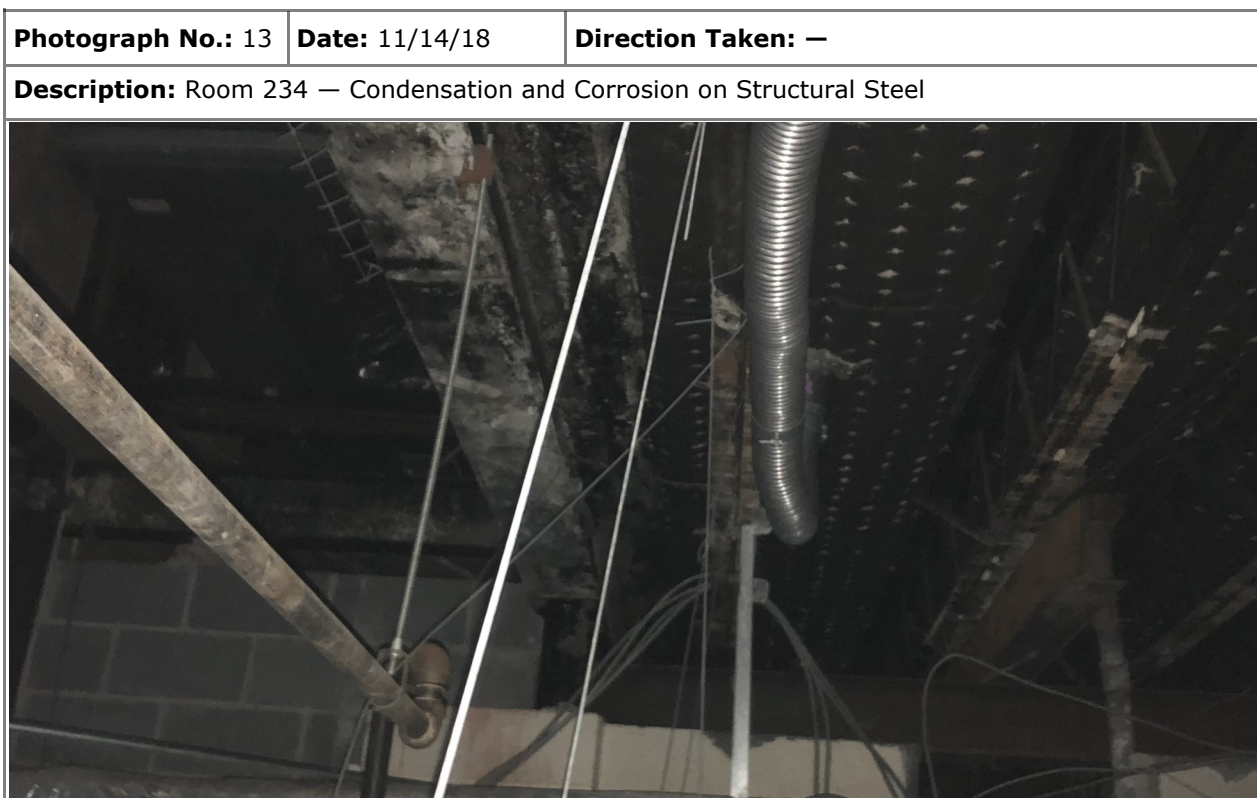 Photograph No.: 13 Date: 11/14/18 Direction Taken: —
Description: Room 234 — Condensation and Corrosion on Structural Steel